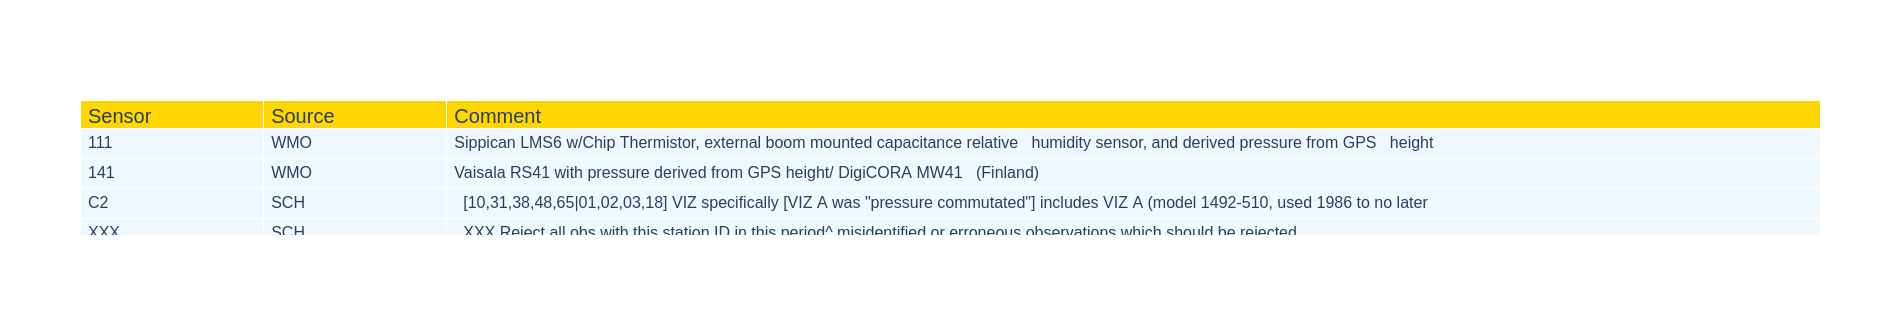 Sensor Source Comment
111 WMO Sippican LMS6 w/Chip Thermistor, external boom mounted capacitance relative   humidity sensor, and derived pressure from GPS   height
141 WMO Vaisala RS41 with pressure derived from GPS height/ DigiCORA MW41   (Finland)
C2 SCH [10,31,38,48,65|01,02,03,18] VIZ specifically [VIZ A was "pressure commutated"] includes VIZ A (model 1492-510, used 1986 to no later
XXX SCH XXX Reject all obs with this station ID in this period^ misidentified or erroneous observations which should be rejected